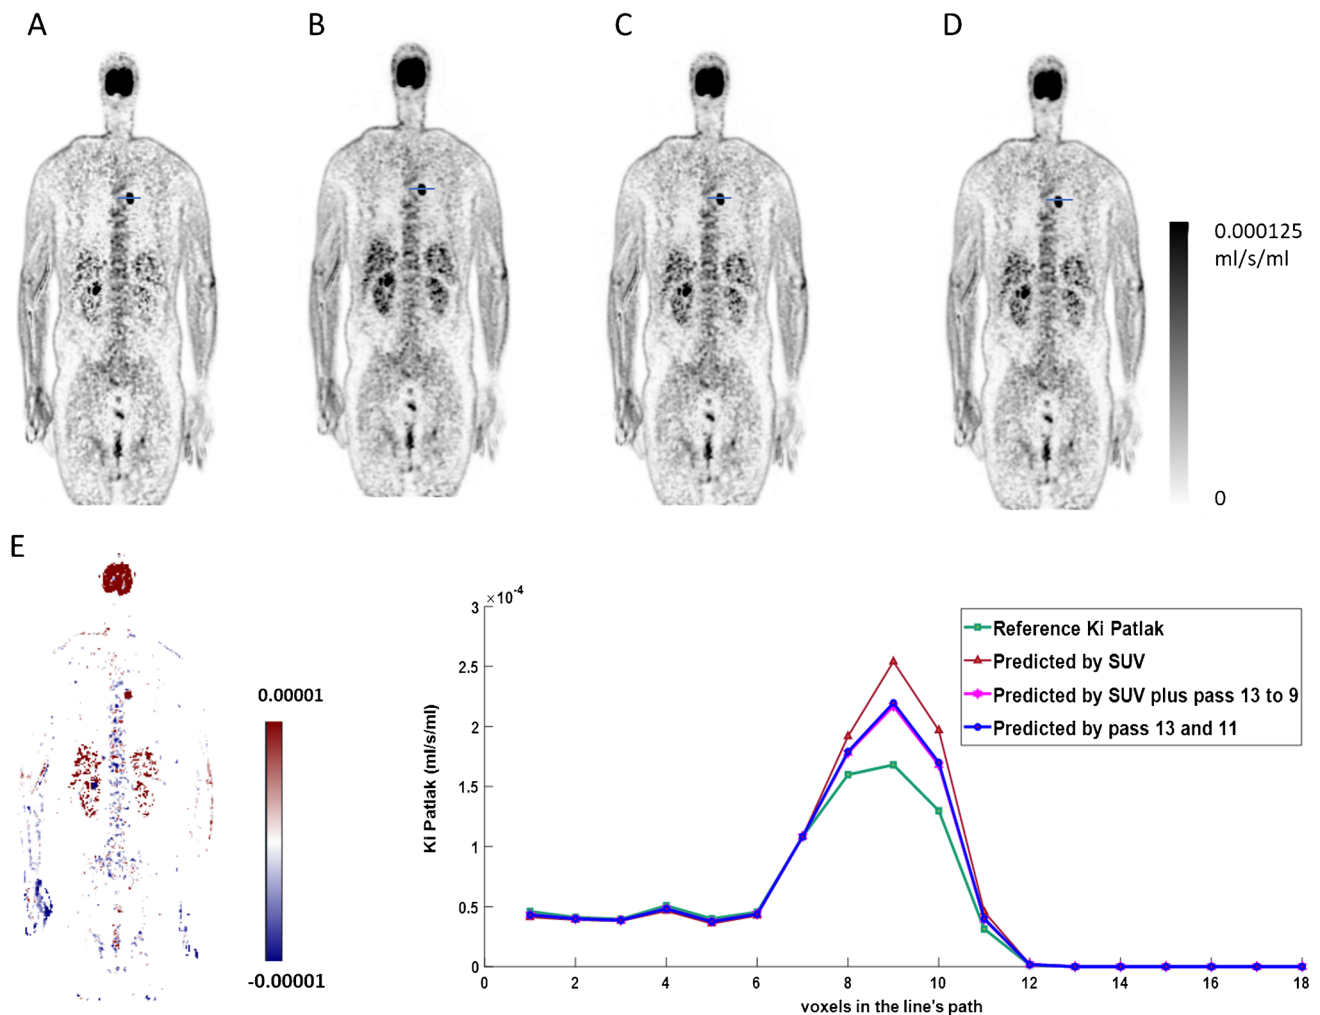 A
B
C
D
0.000125
ml/s/ml
0
E
0.00001
-0.00001
×10⁻⁴
3
2.5
2
1.5
1
0.5
0
Ki Patlak (ml/s/ml)
Reference Ki Patlak
Predicted by SUV
Predicted by SUV plus pass 13 to 9
Predicted by pass 13 and 11
0 2 4 6 8 10 12 14 16 18
voxels in the line's path